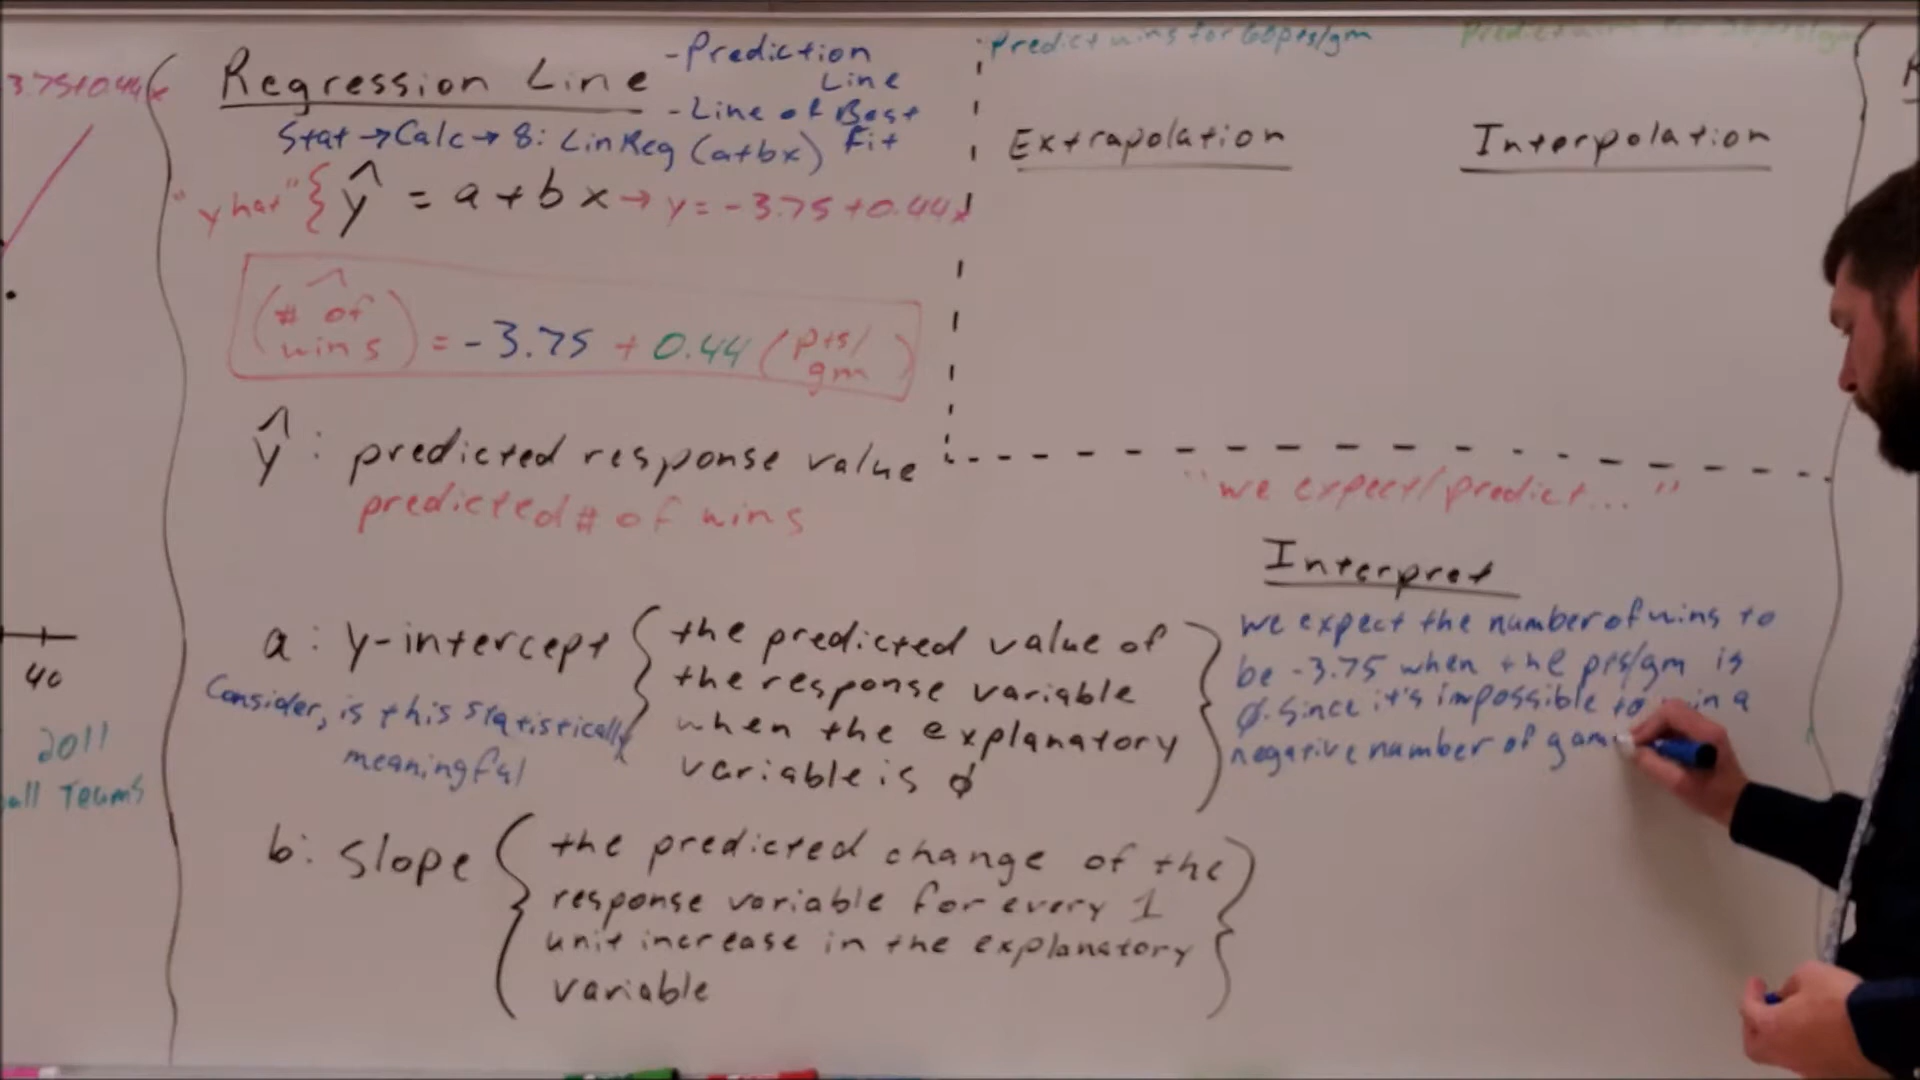 3.75+0.44x
Regression Line
- Prediction
Line
- Line of Best
Fit
Stat → Calc → 8: LinReg (a+bx)
"y hat" { ŷ = a + bx → y = -3.75 + 0.44x
(# of
wins) = -3.75 + 0.44 (pts/
gm)
ŷ : predicted response value
predicted # of wins
a : y-intercept
Consider, is this statistically
meaningful
the predicted value of
the response variable
when the explanatory
variable is ∅
b: slope
the predicted change of the
response variable for every 1
unit increase in the explanatory
variable
Predict wins for 60pts/gm
Extrapolation
Interpolation
"we expect/predict..."
Interpret
we expect the number of wins to
be -3.75 when the pts/gm is
∅. Since it's impossible to a
negative number of gam
40
2011
all Teams